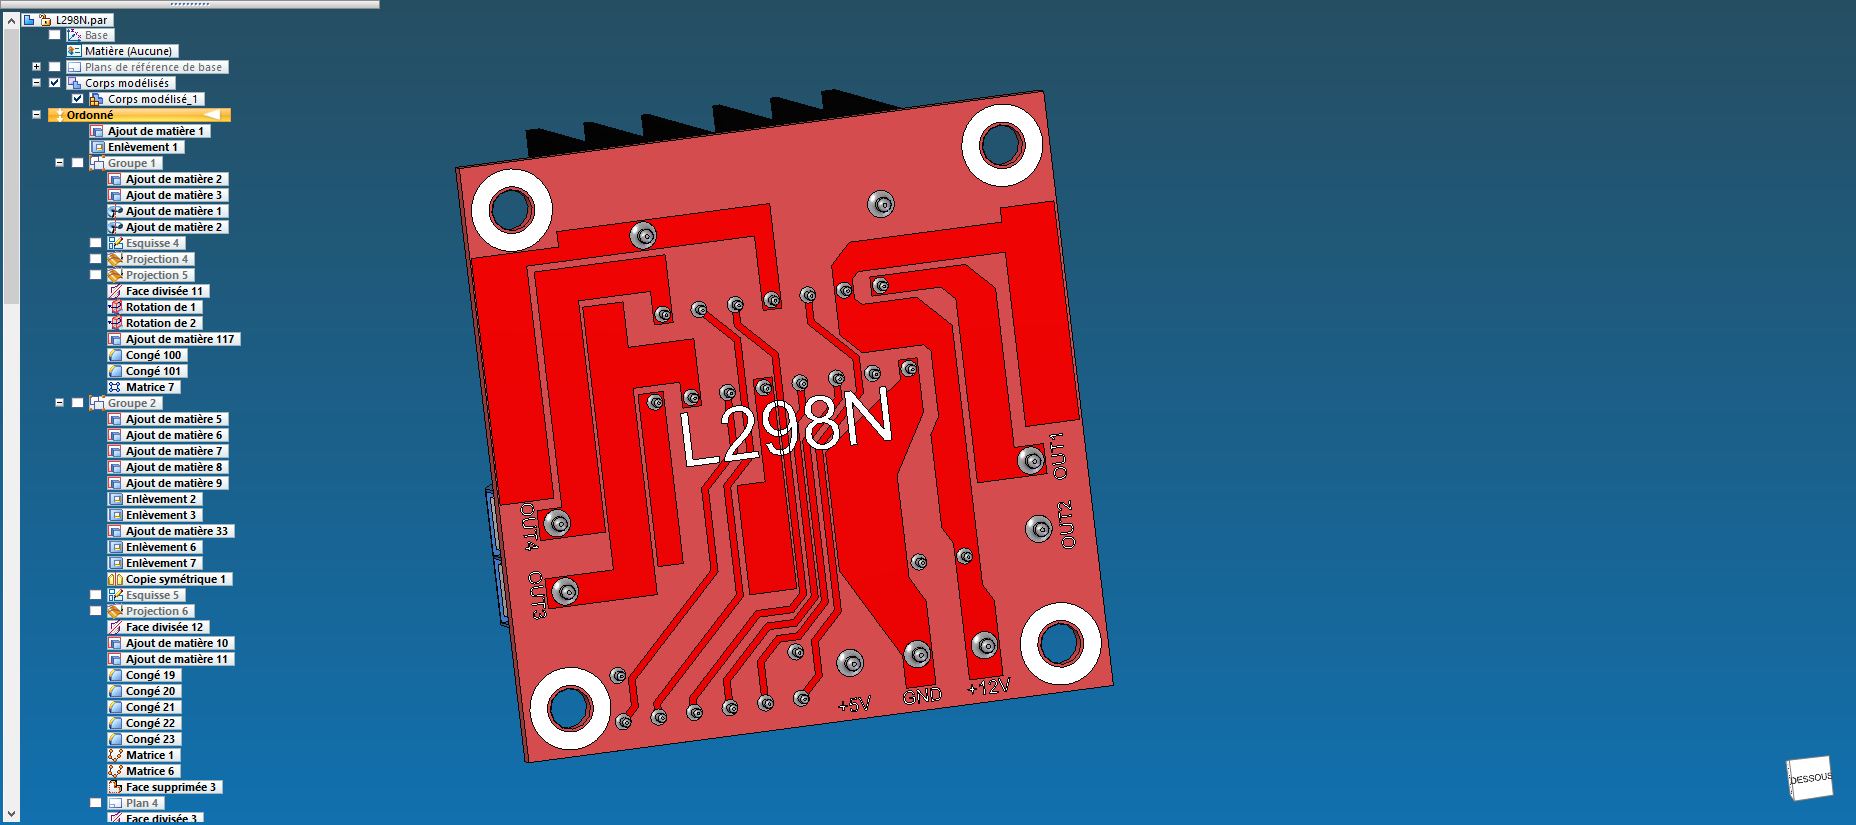 L298N.par
Base
Matière (Aucune)
Plans de référence de base
Corps modélisés
Corps modélisé_1
Ordonné
Ajout de matière 1
Enlèvement 1
Groupe 1
Ajout de matière 2
Ajout de matière 3
Ajout de matière 1
Ajout de matière 2
Esquisse 4
Projection 4
Projection 5
Face divisée 11
Rotation de 1
Rotation de 2
Ajout de matière 117
Congé 100
Congé 101
Matrice 7
Groupe 2
Ajout de matière 5
Ajout de matière 6
Ajout de matière 7
Ajout de matière 8
Ajout de matière 9
Enlèvement 2
Enlèvement 3
Ajout de matière 33
Enlèvement 6
Enlèvement 7
Copie symétrique 1
Esquisse 5
Projection 6
Face divisée 12
Ajout de matière 10
Ajout de matière 11
Congé 19
Congé 20
Congé 21
Congé 22
Congé 23
Matrice 1
Matrice 6
Face supprimée 3
Plan 4
Face divisée 3
L298N
OUT1
OUT2
OUT4
OUT3
+5V
GND
+12V
DESSOUS